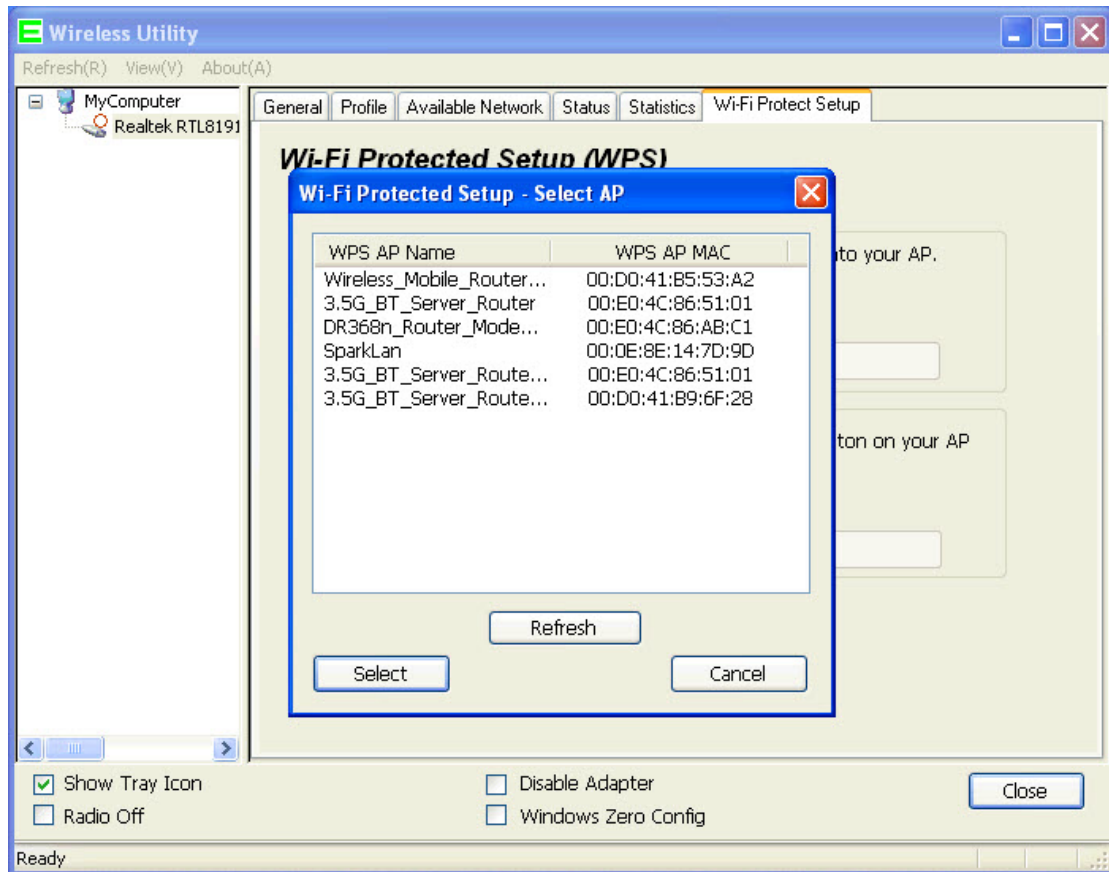 Wireless Utility
Refresh(R) View(V) About(A)
MyComputer
Realtek RTL8191
General Profile Available Network Status Statistics Wi-Fi Protect Setup
Wi-Fi Protected Setup (WPS)
Wi-Fi Protected Setup - Select AP
WPS AP Name WPS AP MAC
Wireless_Mobile_Router... 00:D0:41:B5:53:A2
3.5G_BT_Server_Router 00:E0:4C:86:51:01
DR368n_Router_Mode... 00:E0:4C:86:AB:C1
SparkLan 00:0E:8E:14:7D:9D
3.5G_BT_Server_Route... 00:E0:4C:86:51:01
3.5G_BT_Server_Route... 00:D0:41:B9:6F:28
to your AP.
ton on your AP
Refresh
Select Cancel
Show Tray Icon Disable Adapter Close
Radio Off Windows Zero Config
Ready